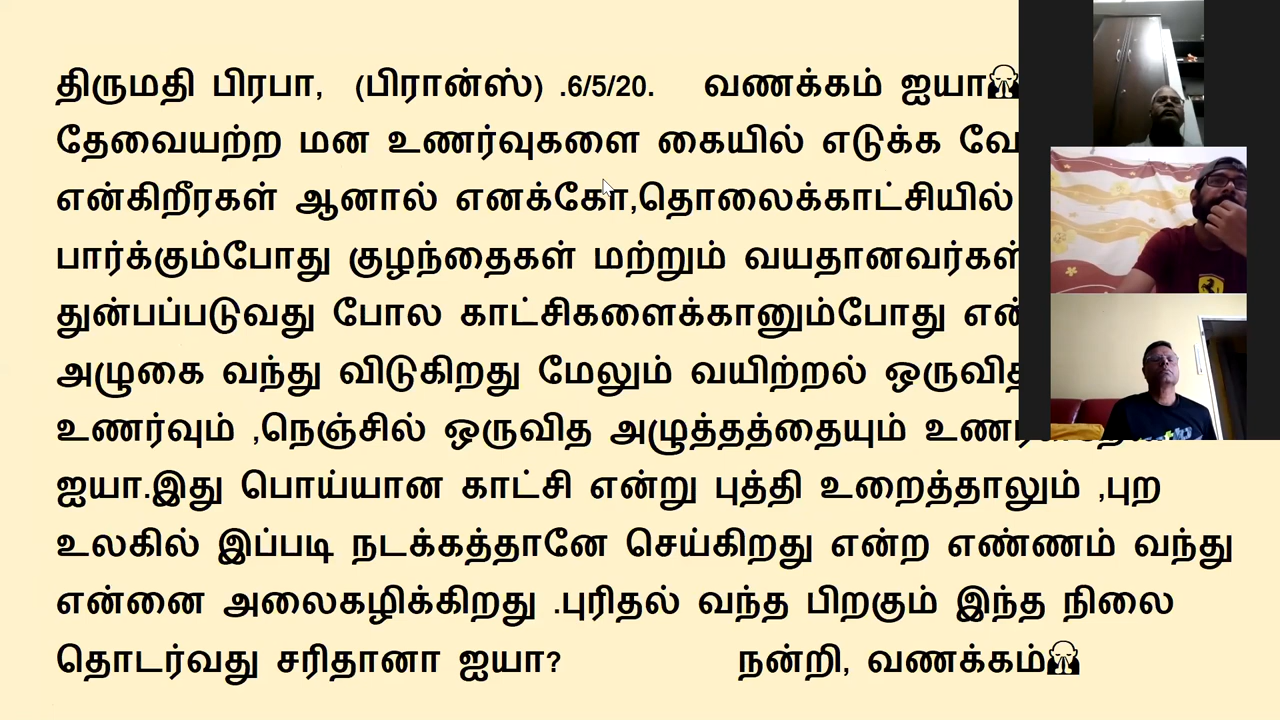 திருமதி பிரபா, (பிரான்ஸ்) .6/5/20. வணக்கம் ஐயா🙏
தேவையற்ற மன உணர்வுகளை கையில் எடுக்க
என்கிறீரகள் ஆனால் எனக்கோ,தொலைக்காட்சியில்
பார்க்கும்போது குழந்தைகள் மற்றும் வயதானவர்கள்
துன்பப்படுவது போல காட்சிகளைக்கானும்போது
அழுகை வந்து விடுகிறது மேலும் வயிற்றல்
உணர்வும் ,நெஞ்சில் ஒருவித அழுத்தத்தையும்
ஐயா.இது பொய்யான காட்சி என்று புத்தி உறைத்தாலும் ,புற
உலகில் இப்படி நடக்கத்தானே செய்கிறது என்ற எண்ணம் வந்து
என்னை அலைகழிக்கிறது .புரிதல் வந்த பிறகும் இந்த நிலை
தொடர்வது சரிதானா ஐயா? நன்றி, வணக்கம்🙏